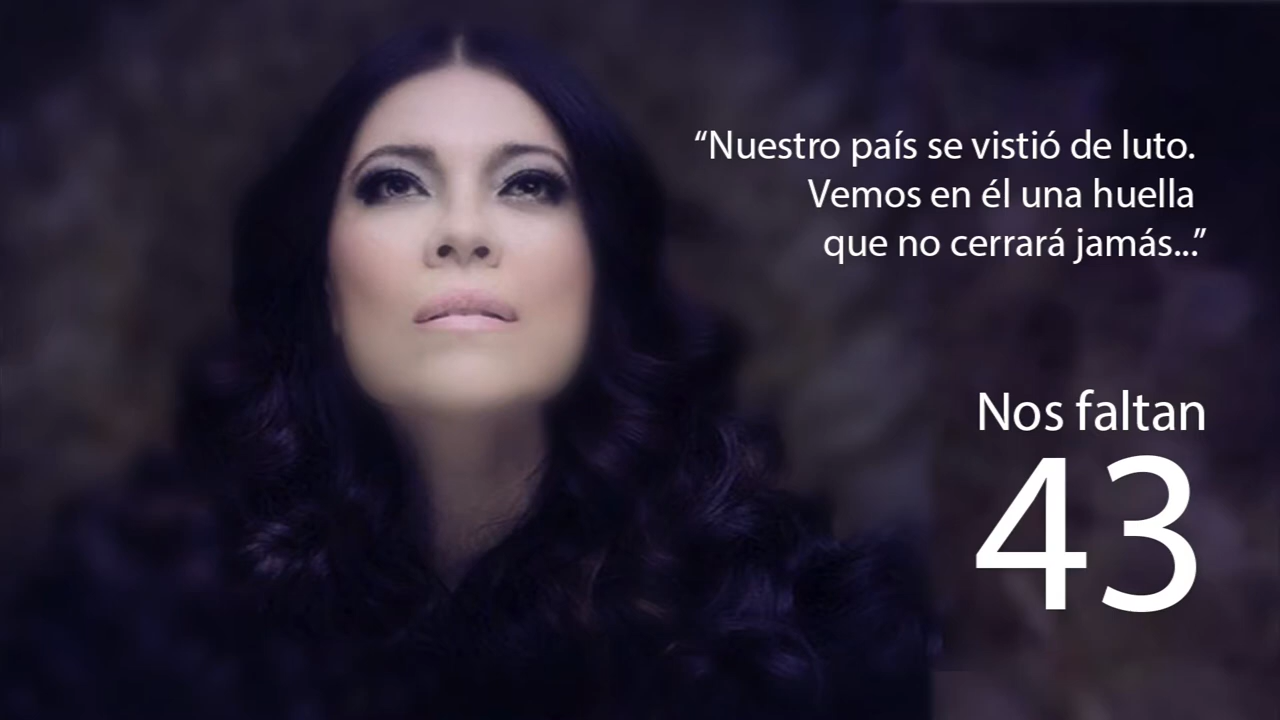 “Nuestro país se vistió de luto.
Vemos en él una huella
que no cerrará jamás...”
Nos faltan
43